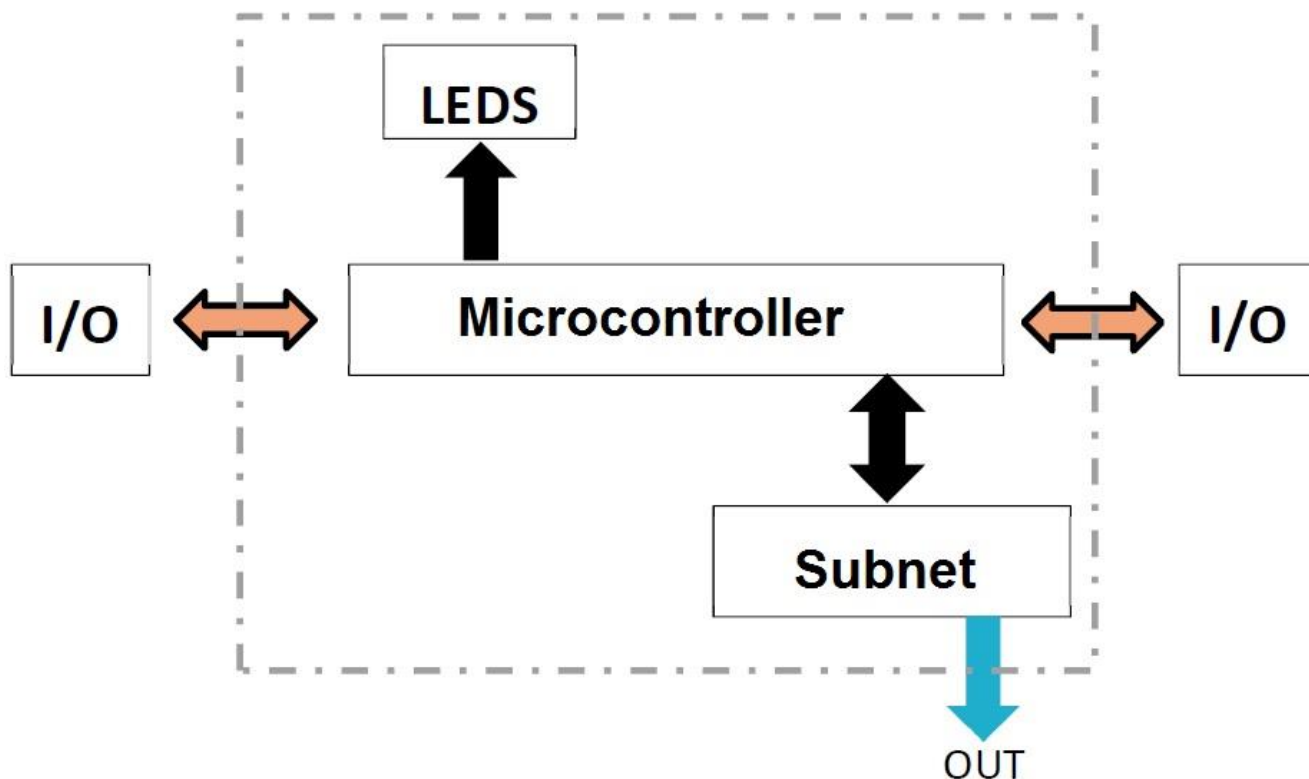 LEDS
I/O
Microcontroller
I/O
Subnet
OUT